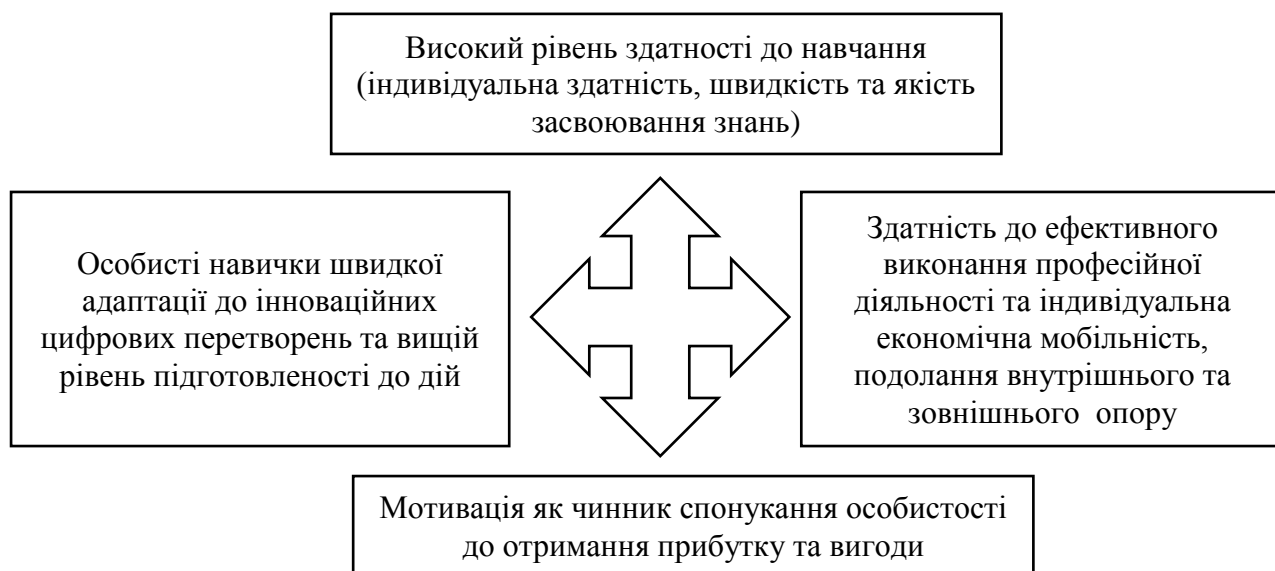 Високий рівень здатності до навчання
(індивідуальна здатність, швидкість та якість
засвоювання знань)
Особисті навички швидкої
адаптації до інноваційних
цифрових перетворень та вищій
рівень підготовленості до дій
Здатність до ефективного
виконання професійної
діяльності та індивідуальна
економічна мобільність,
подолання внутрішнього та
зовнішнього опору
Мотивація як чинник спонукання особистості
до отримання прибутку та вигоди